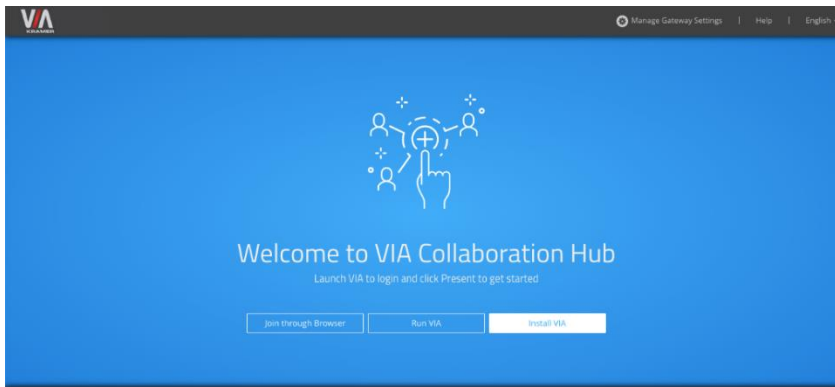 VIA
KRAMER
Manage Gateway Settings | Help | English
Welcome to VIA Collaboration Hub
Launch VIA to login and click Present to get started
Join through Browser
Run VIA
Install VIA